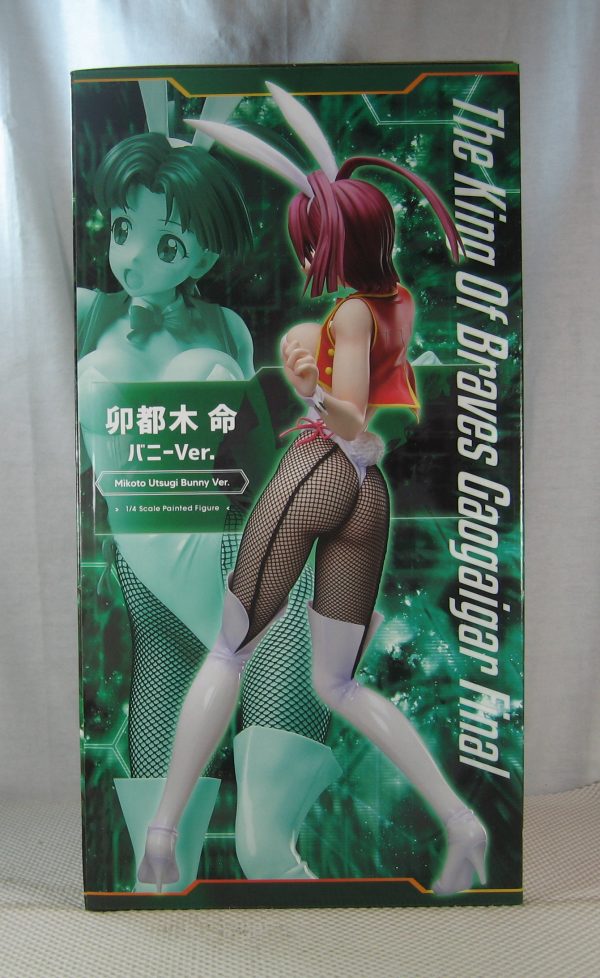 The King Of Braves Gaogaigar Final
卯都木 命
バニーVer.
Mikoto Utsugi Bunny Ver.
> 1/4 Scale Painted Figure <